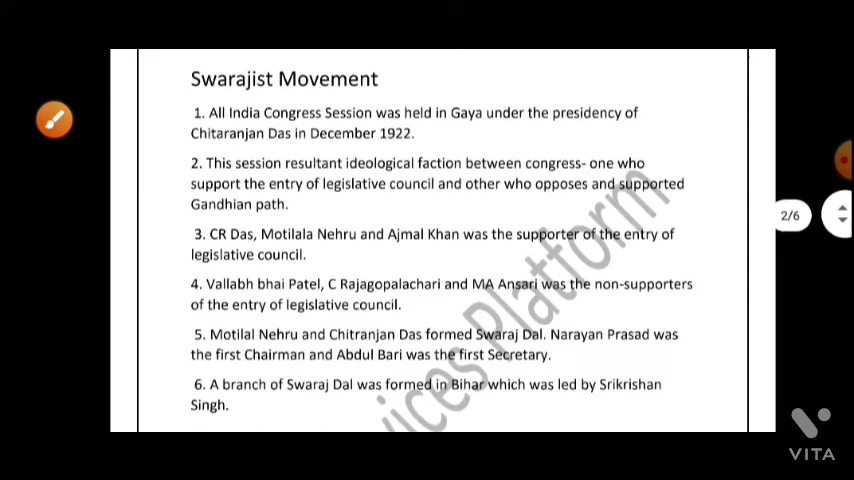 Swarajist Movement
1. All India Congress Session was held in Gaya under the presidency of
Chitaranjan Das in December 1922.
2. This session resultant ideological faction between congress- one who
support the entry of legislative council and other who opposes and supported
Gandhian path.
3. CR Das, Motilala Nehru and Ajmal Khan was the supporter of the entry of
legislative council.
4. Vallabh bhai Patel, C Rajagopalachari and MA Ansari was the non-supporters
of the entry of legislative council.
5. Motilal Nehru and Chitranjan Das formed Swaraj Dal. Narayan Prasad was
the first Chairman and Abdul Bari was the first Secretary.
6. A branch of Swaraj Dal was formed in Bihar which was led by Srikrishan
Singh.
2/6
ices Platform
VITA